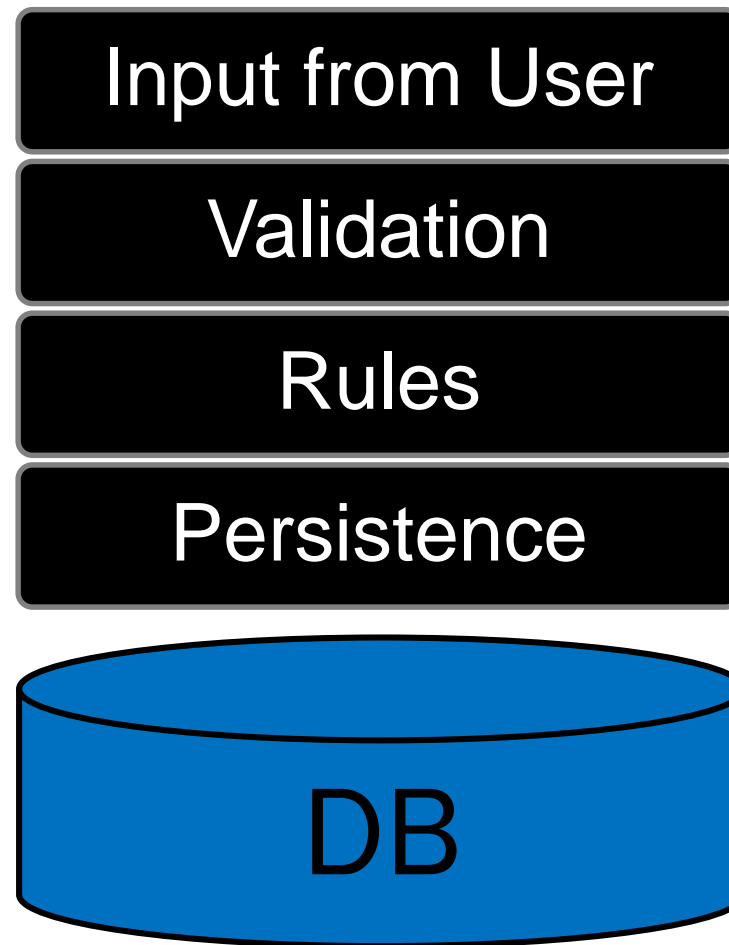 Input from User
Validation
Rules
Persistence
DB